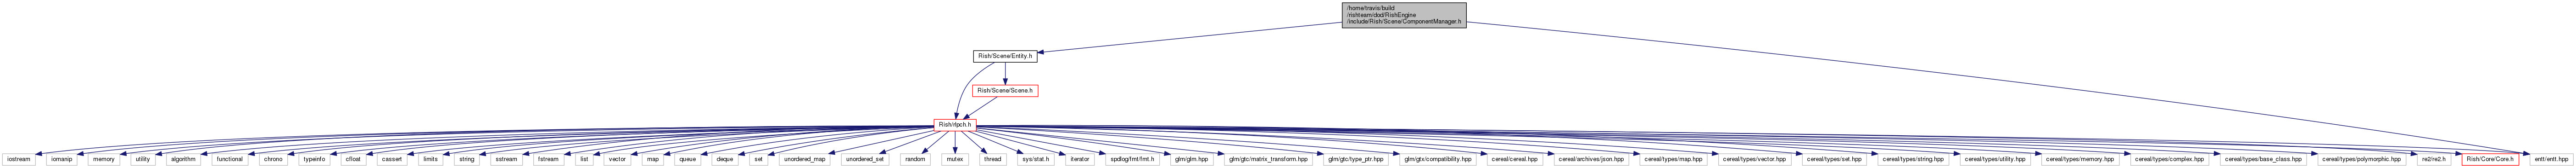 /home/travis/build
/rishteam/dod/RishEngine
/include/Rish/Scene/ComponentManager.h
Rish/Scene/Entity.h
Rish/Scene/Scene.h
Rish/rlpch.h
iostream
iomanip
memory
utility
algorithm
functional
chrono
typeinfo
cfloat
cassert
limits
string
sstream
fstream
list
vector
map
queue
deque
set
unordered_map
unordered_set
random
mutex
thread
sys/stat.h
iterator
spdlog/fmt/fmt.h
glm/glm.hpp
glm/gtc/matrix_transform.hpp
glm/gtc/type_ptr.hpp
glm/gtx/compatibility.hpp
cereal/cereal.hpp
cereal/archives/json.hpp
cereal/types/map.hpp
cereal/types/vector.hpp
cereal/types/set.hpp
cereal/types/string.hpp
cereal/types/utility.hpp
cereal/types/memory.hpp
cereal/types/complex.hpp
cereal/types/base_class.hpp
cereal/types/polymorphic.hpp
re2/re2.h
Rish/Core/Core.h
entt/entt.hpp